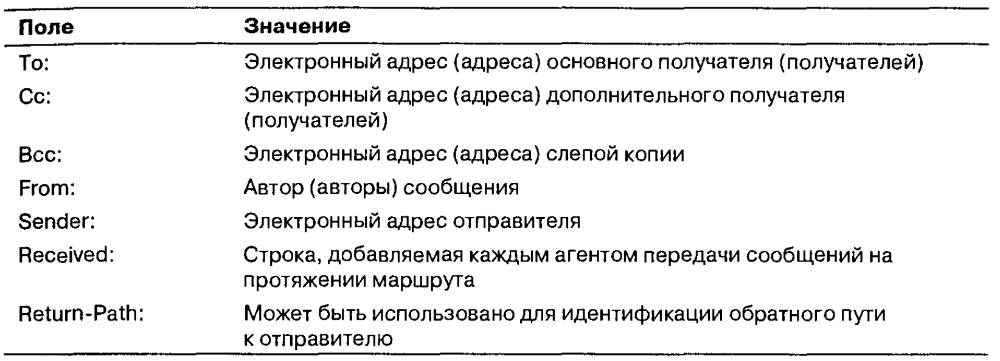 Поле Значение
To: Электронный адрес (адреса) основного получателя (получателей)
Cc: Электронный адрес (адреса) дополнительного получателя
(получателей)
Bcc: Электронный адрес (адреса) слепой копии
From: Автор (авторы) сообщения
Sender: Электронный адрес отправителя
Received: Строка, добавляемая каждым агентом передачи сообщений на
протяжении маршрута
Return-Path: Может быть использовано для идентификации обратного пути
к отправителю